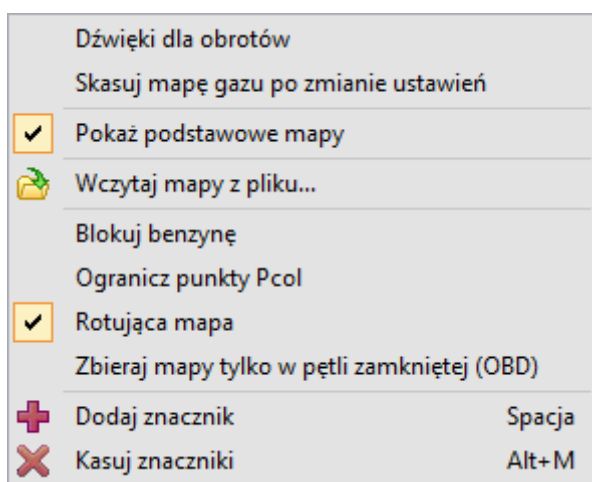 Dźwięki dla obrotów
Skasuj mapę gazu po zmianie ustawień
Pokaż podstawowe mapy
Wczytaj mapy z pliku...
Blokuj benzynę
Ogranicz punkty Pcol
Rotująca mapa
Zbieraj mapy tylko w pętli zamkniętej (OBD)
Dodaj znacznik Spacja
Kasuj znaczniki Alt+M